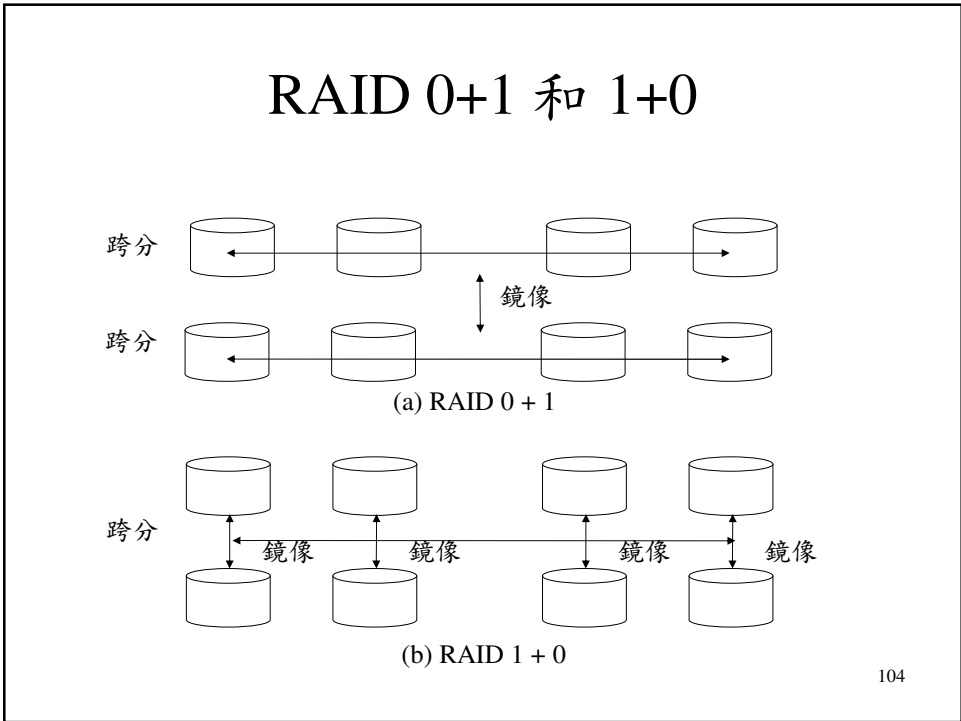 RAID 0+1 和 1+0
跨分
鏡像
跨分
(a) RAID 0 + 1
跨分
鏡像 鏡像 鏡像 鏡像
(b) RAID 1 + 0
104